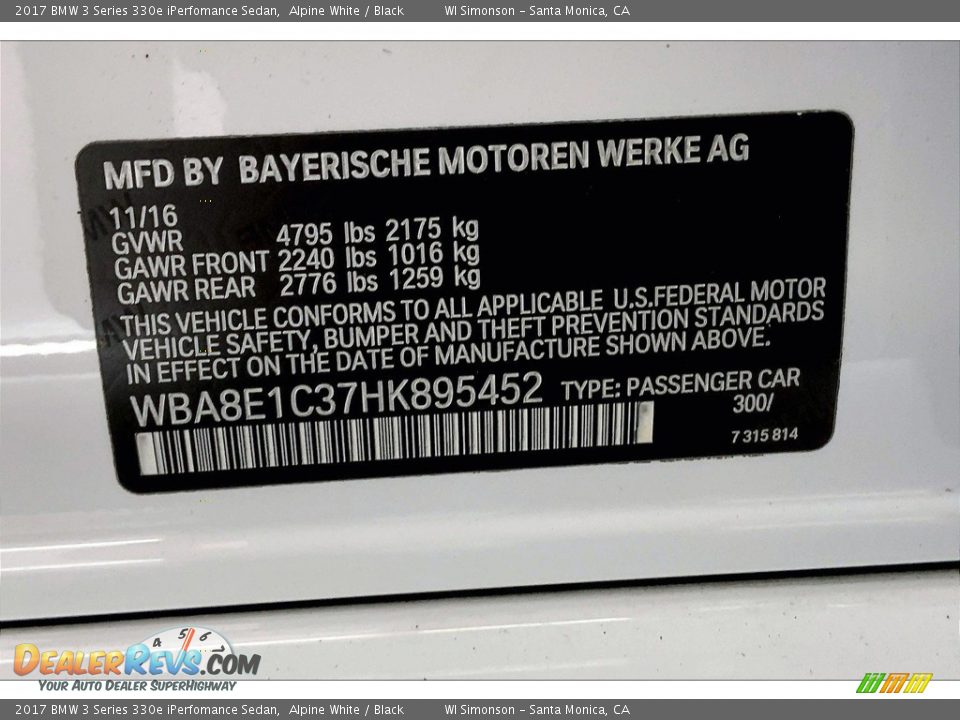 2017 BMW 3 Series 330e iPerfomance Sedan, Alpine White / Black WI Simonson - Santa Monica, CA
MFD BY BAYERISCHE MOTOREN WERKE AG
11/16
GVWR 4795 lbs 2175 kg
GAWR FRONT 2240 lbs 1016 kg
GAWR REAR 2776 lbs 1259 kg
THIS VEHICLE CONFORMS TO ALL APPLICABLE U.S.FEDERAL MOTOR
VEHICLE SAFETY, BUMPER AND THEFT PREVENTION STANDARDS
IN EFFECT ON THE DATE OF MANUFACTURE SHOWN ABOVE.
WBA8E1C37HK895452 TYPE: PASSENGER CAR
300/
7 315 814
4 5 6
DEALERREVS.COM
YOUR AUTO DEALER SUPERHIGHWAY
2017 BMW 3 Series 330e iPerfomance Sedan, Alpine White / Black WI Simonson - Santa Monica, CA